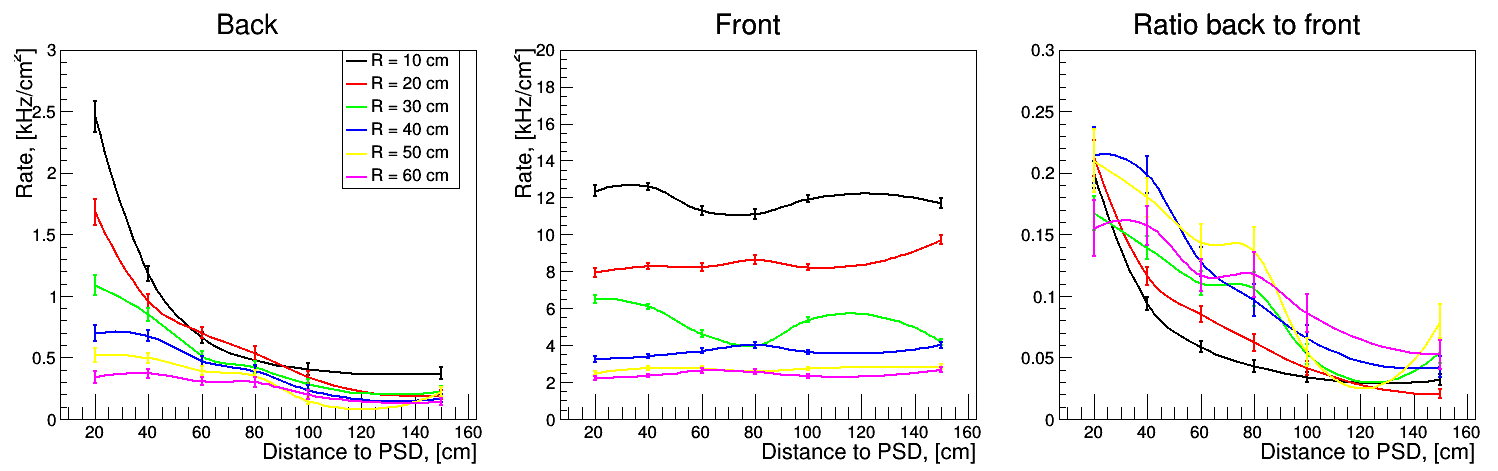 Back
Rate, [kHz/cm²]
3
2.5
2
1.5
1
0.5
0
R = 10 cm
R = 20 cm
R = 30 cm
R = 40 cm
R = 50 cm
R = 60 cm
20 40 60 80 100 120 140 160
Distance to PSD, [cm]
Front
Rate, [kHz/cm²]
20
18
16
14
12
10
8
6
4
2
0
20 40 60 80 100 120 140 160
Distance to PSD, [cm]
Ratio back to front
0.3
0.25
0.2
0.15
0.1
0.05
0
20 40 60 80 100 120 140 160
Distance to PSD, [cm]